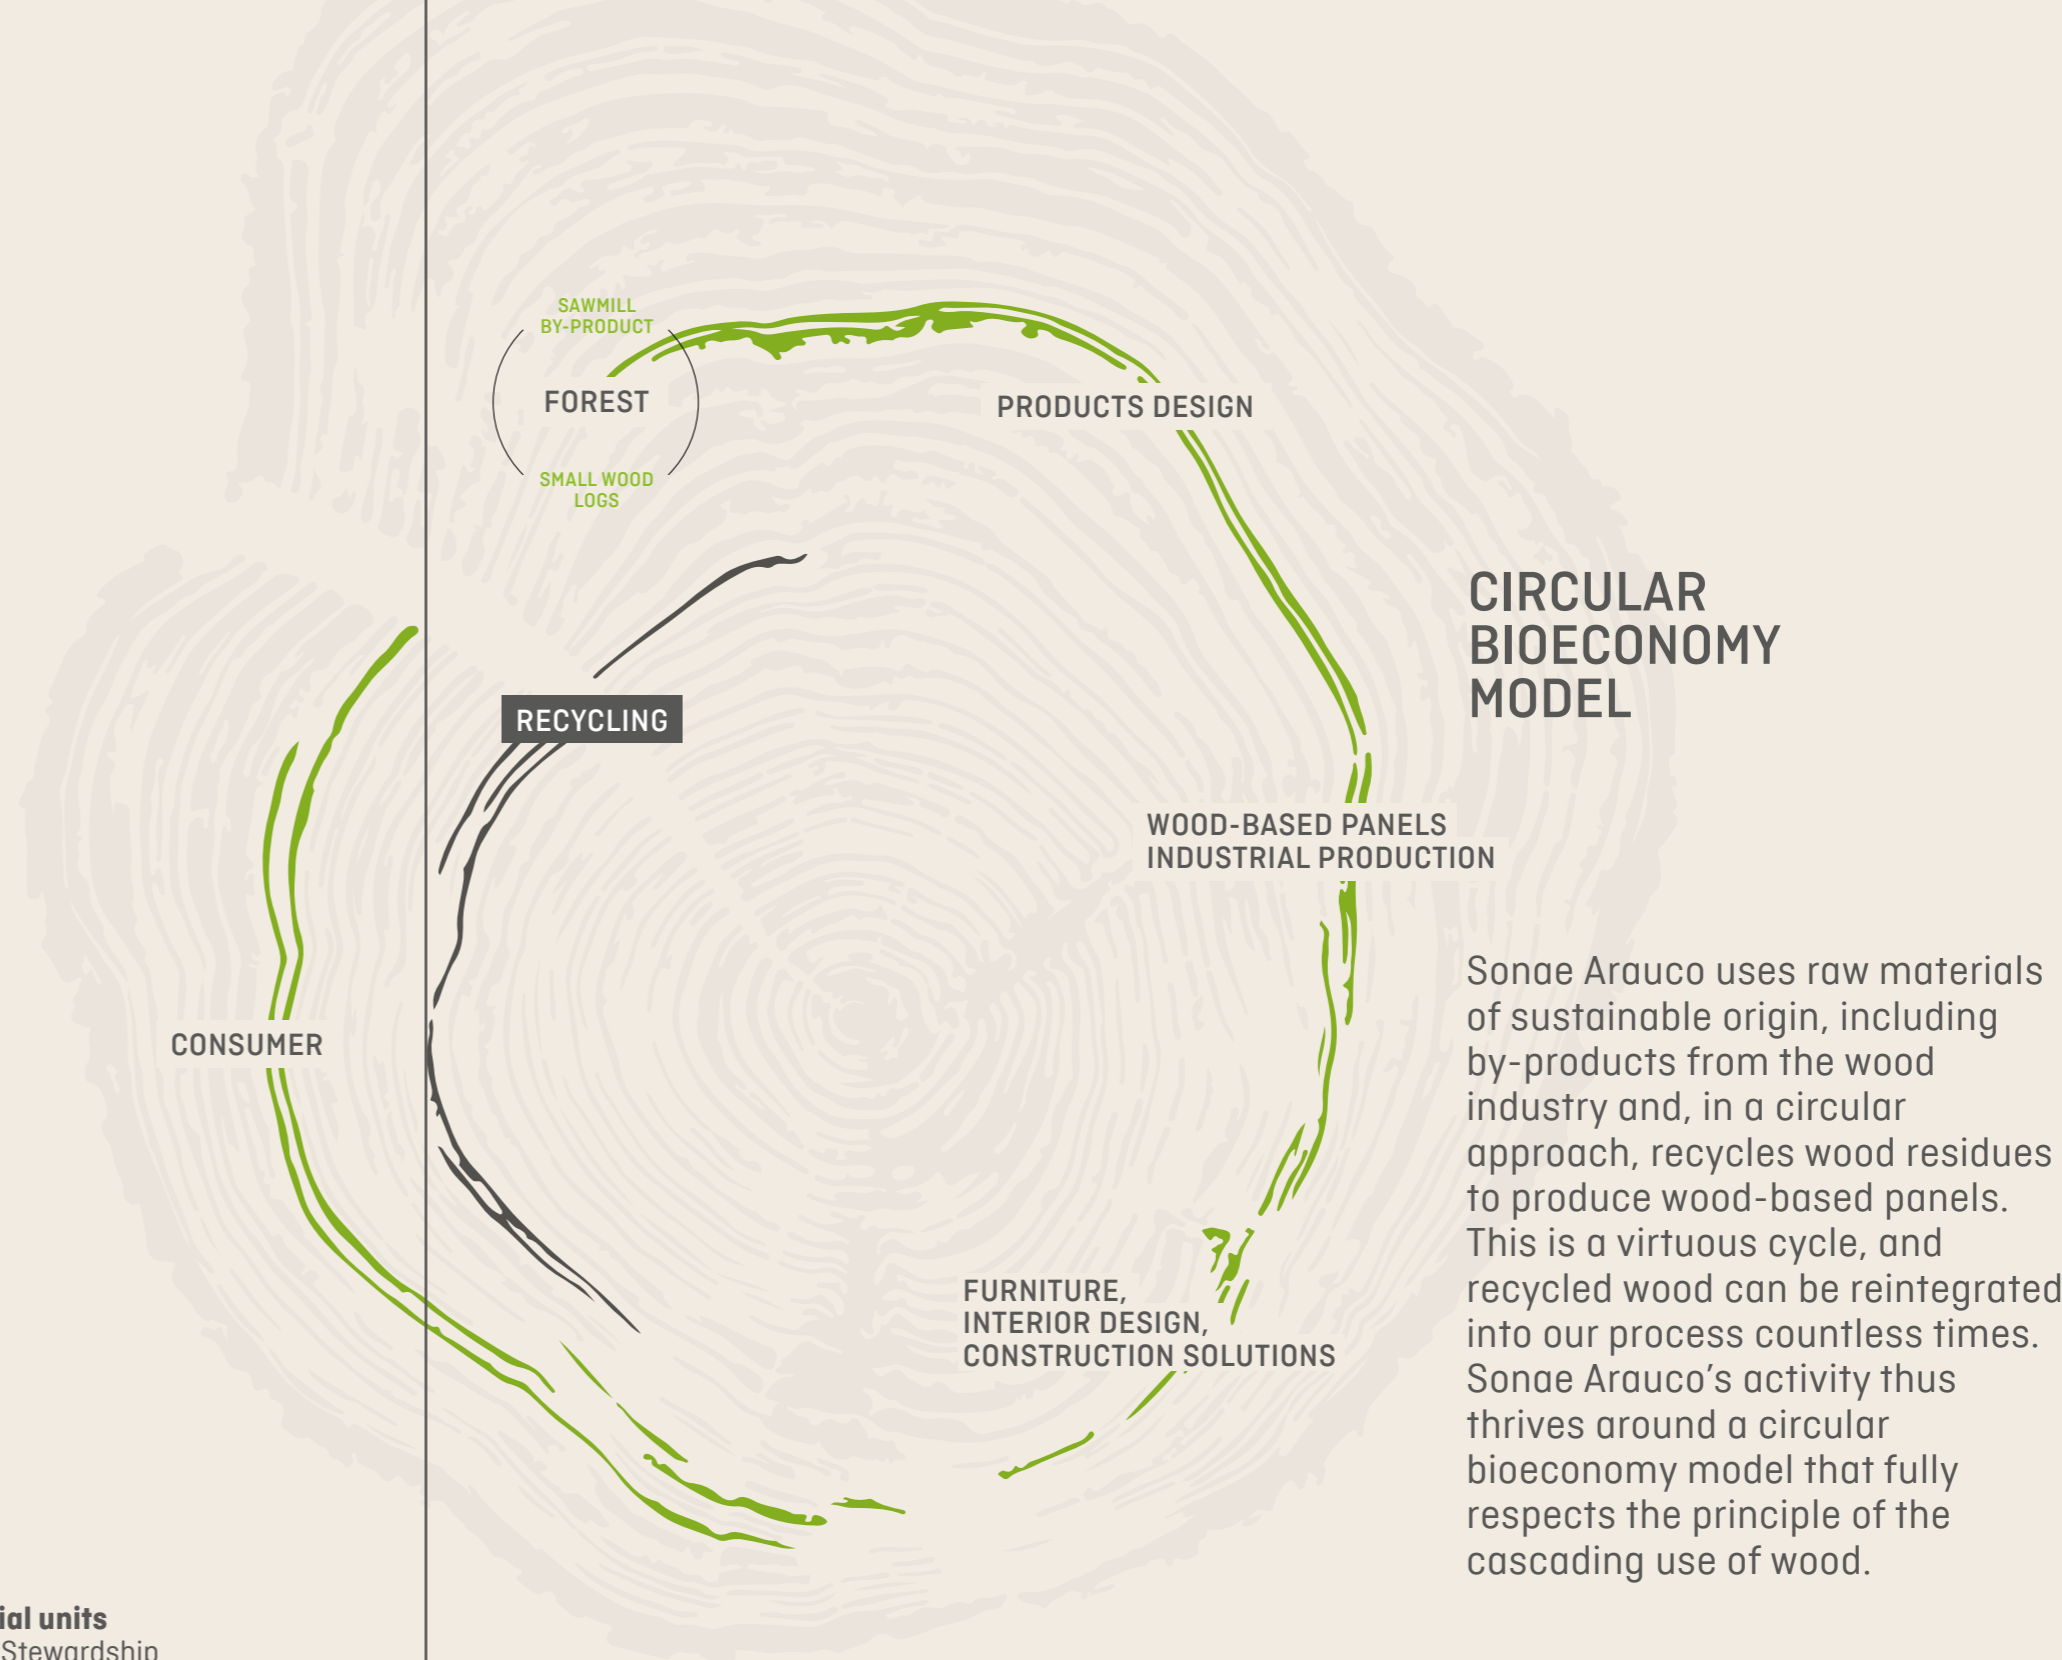 SAWMILL
BY-PRODUCT
FOREST
SMALL WOOD
LOGS
PRODUCTS DESIGN
RECYCLING
WOOD-BASED PANELS
INDUSTRIAL PRODUCTION
CONSUMER
FURNITURE,
INTERIOR DESIGN,
CONSTRUCTION SOLUTIONS
CIRCULAR
BIOECONOMY
MODEL
Sonae Arauco uses raw materials
of sustainable origin, including
by-products from the wood
industry and, in a circular
approach, recycles wood residues
to produce wood-based panels.
This is a virtuous cycle, and
recycled wood can be reintegrated
into our process countless times.
Sonae Arauco’s activity thus
thrives around a circular
bioeconomy model that fully
respects the principle of the
cascading use of wood.
units
Stewardship